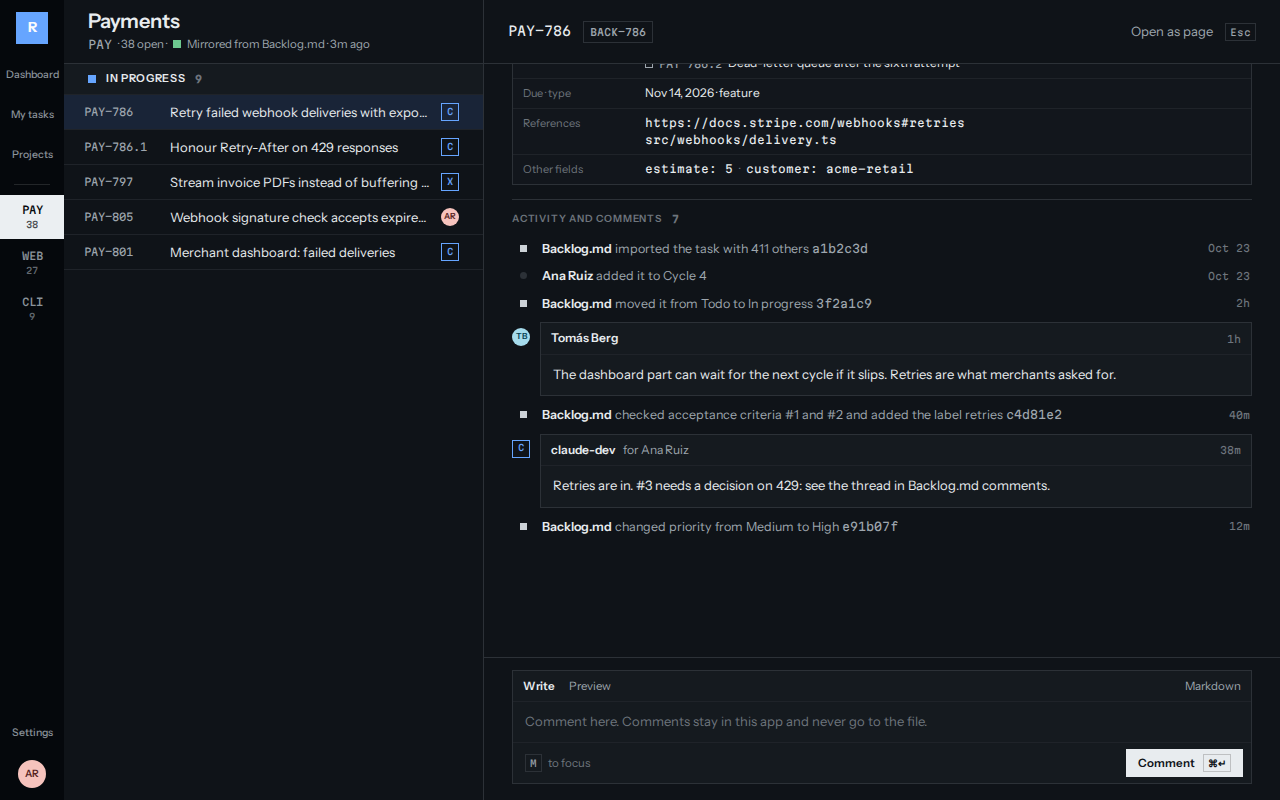 R
Dashboard
My tasks
Projects
PAY
38
WEB
27
CLI
9
Settings
AR
Payments
PAY · 38 open · Mirrored from Backlog.md · 3m ago
IN PROGRESS 9
PAY-786 Retry failed webhook deliveries with expo… C
PAY-786.1 Honour Retry-After on 429 responses C
PAY-797 Stream invoice PDFs instead of buffering … X
PAY-805 Webhook signature check accepts expire… AR
PAY-801 Merchant dashboard: failed deliveries C
PAY-786 BACK-786 Open as page Esc
PAY-786.2 Dead-letter queue after the sixth attempt
Due · type Nov 14, 2026 · feature
References https://docs.stripe.com/webhooks#retries
src/webhooks/delivery.ts
Other fields estimate: 5 · customer: acme-retail
ACTIVITY AND COMMENTS 7
Backlog.md imported the task with 411 others a1b2c3d Oct 23
Ana Ruiz added it to Cycle 4 Oct 23
Backlog.md moved it from Todo to In progress 3f2a1c9 2h
TB Tomás Berg 1h
The dashboard part can wait for the next cycle if it slips. Retries are what merchants asked for.
Backlog.md checked acceptance criteria #1 and #2 and added the label retries c4d81e2 40m
C claude-dev for Ana Ruiz 38m
Retries are in. #3 needs a decision on 429: see the thread in Backlog.md comments.
Backlog.md changed priority from Medium to High e91b07f 12m
Write Preview Markdown
Comment here. Comments stay in this app and never go to the file.
M to focus Comment ⌘↵